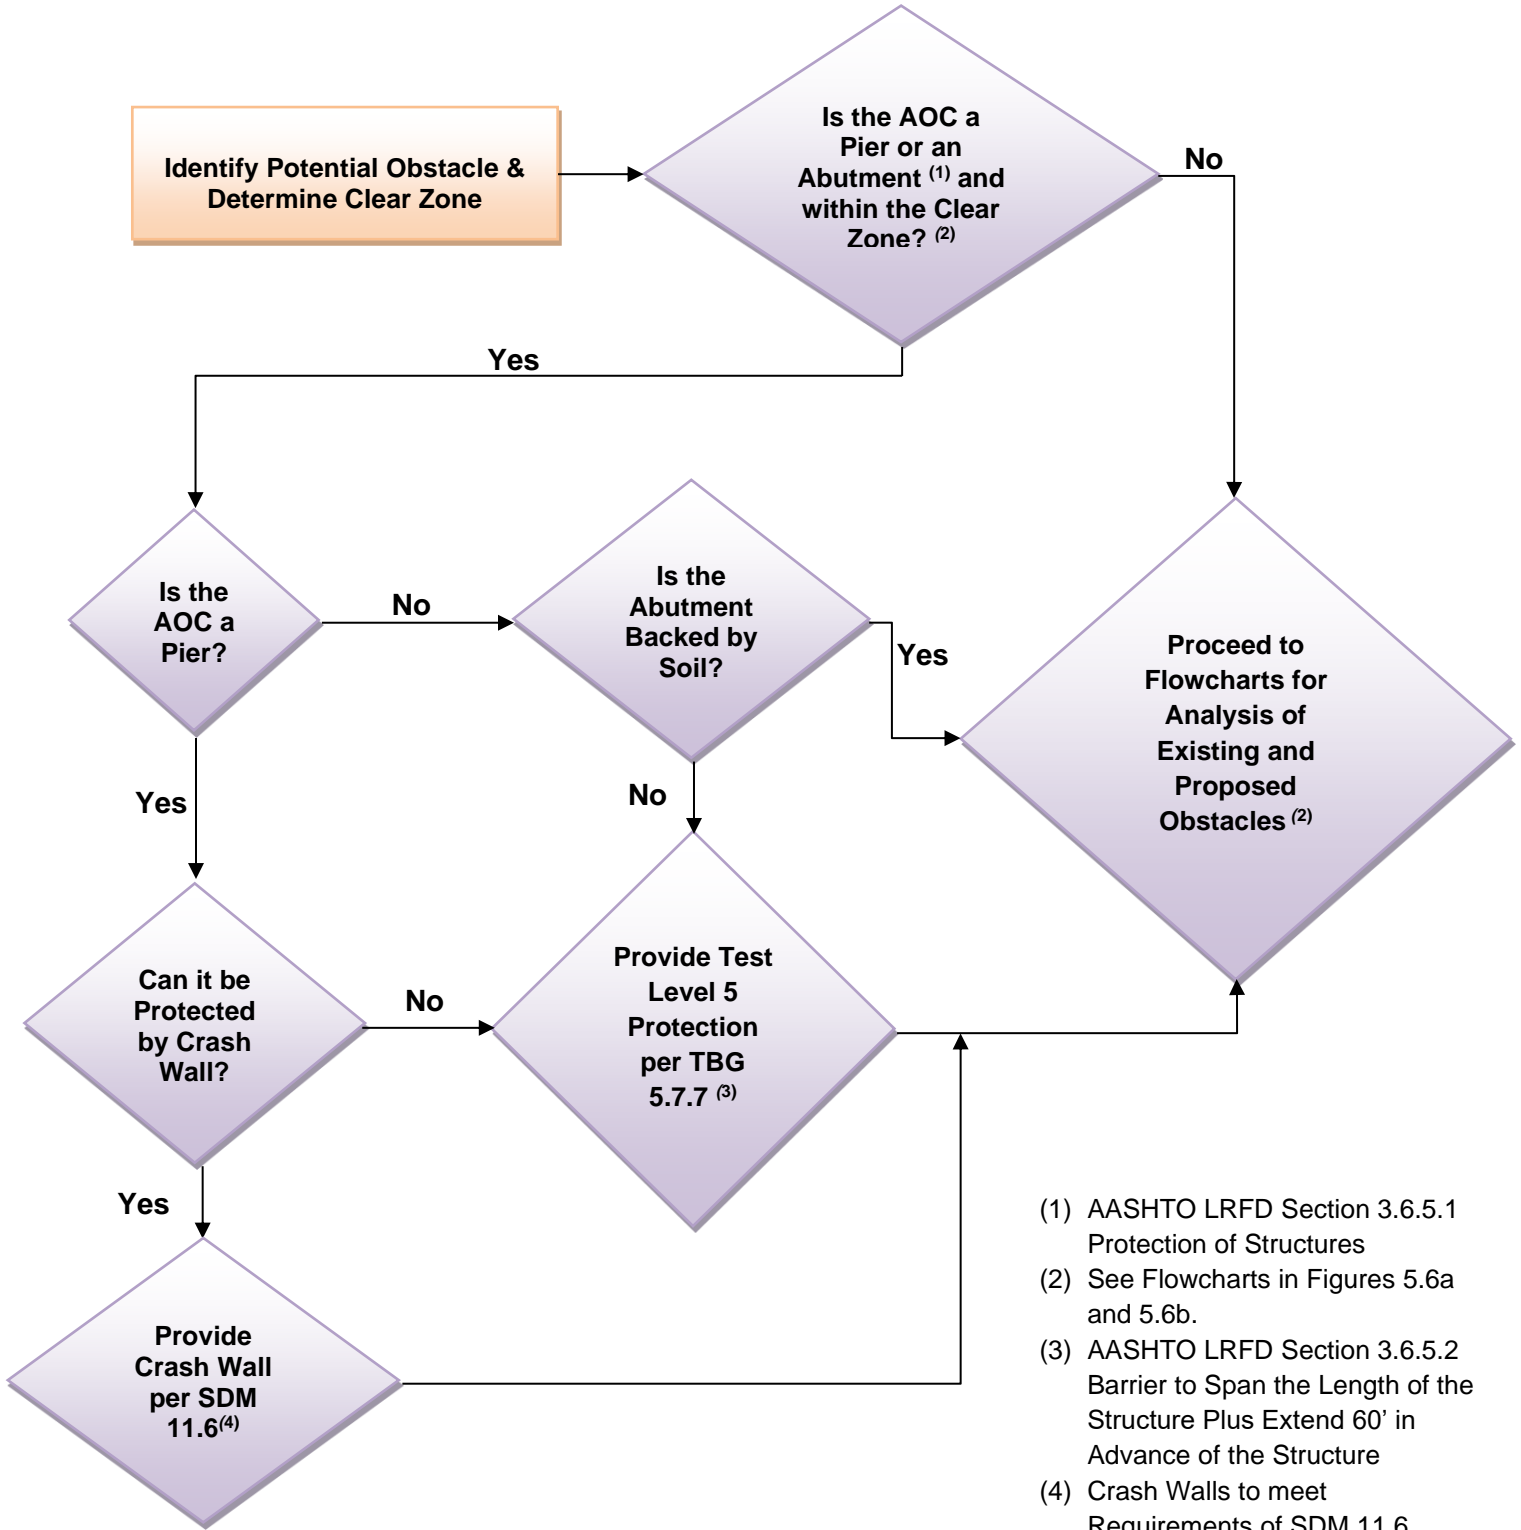 Identify Potential Obstacle &
Determine Clear Zone
Is the AOC a
Pier or an
Abutment (1) and
within the Clear
Zone? (2)
No
Yes
Is the
AOC a
Pier?
No
Is the
Abutment
Backed by
Soil?
Yes
Proceed to
Flowcharts for
Analysis of
Existing and
Proposed
Obstacles (2)
Yes
No
Can it be
Protected
by Crash
Wall?
No
Provide Test
Level 5
Protection
per TBG
5.7.7 (3)
Yes
Provide
Crash Wall
per SDM
11.6(4)
(1) AASHTO LRFD Section 3.6.5.1
Protection of Structures
(2) See Flowcharts in Figures 5.6a
and 5.6b.
(3) AASHTO LRFD Section 3.6.5.2
Barrier to Span the Length of the
Structure Plus Extend 60’ in
Advance of the Structure
(4) Crash Walls to meet
Requirements of SDM 11.6